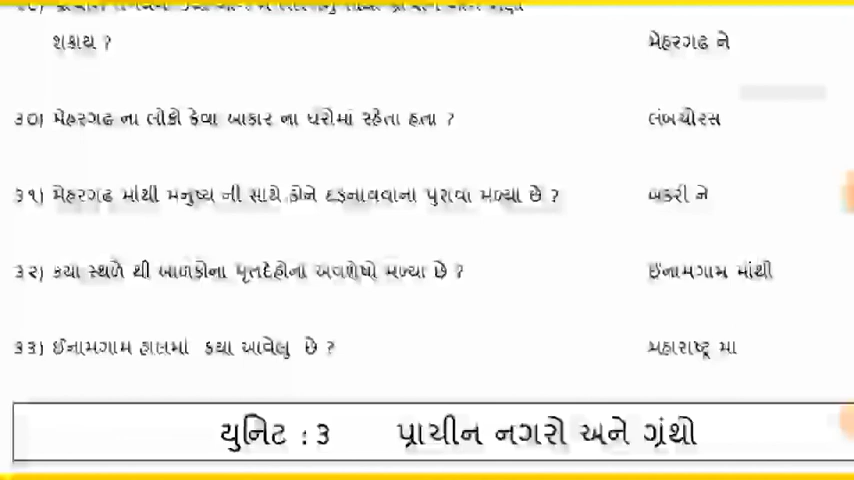 શકાય ? મેહરગઢ ને
૩૦) મેહરગઢ ના લોકો કેવા આકાર ના ઘરોમાં રહેતા હતા ? લંબચોરસ
૩૧) મેહરગઢ માંથી મનુષ્ય ની સાથે કોને દફનાવવાના પુરાવા મળ્યા છે ? બકરી ને
૩૨) કયા સ્થળે થી બાળકોના મૃતદેહોના અવશેષો મળ્યા છે ? ઈનામગામ માંથી
૩૩) ઈનામગામ હાલમાં કયા આવેલુ છે ? મહારાષ્ટ્ર મા
યુનિટ : 3 પ્રાચીન નગરો અને ગ્રંથો